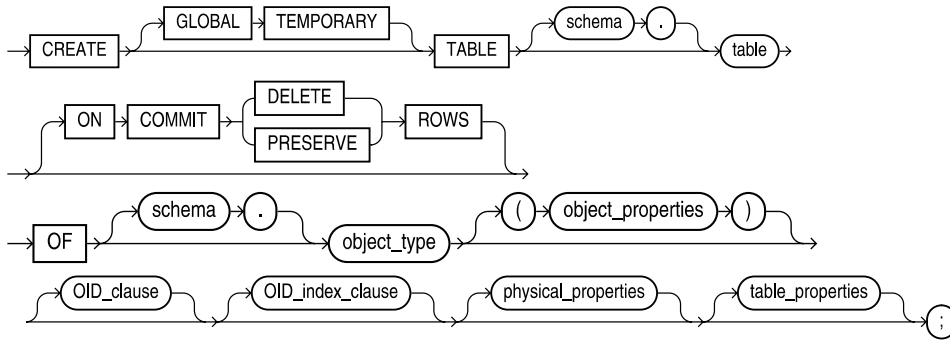 GLOBAL TEMPORARY schema .
CREATE TABLE table
DELETE
ON COMMIT ROWS
PRESERVE
schema . ( object_properties )
OF object_type
OID_clause OID_index_clause physical_properties table_properties
;